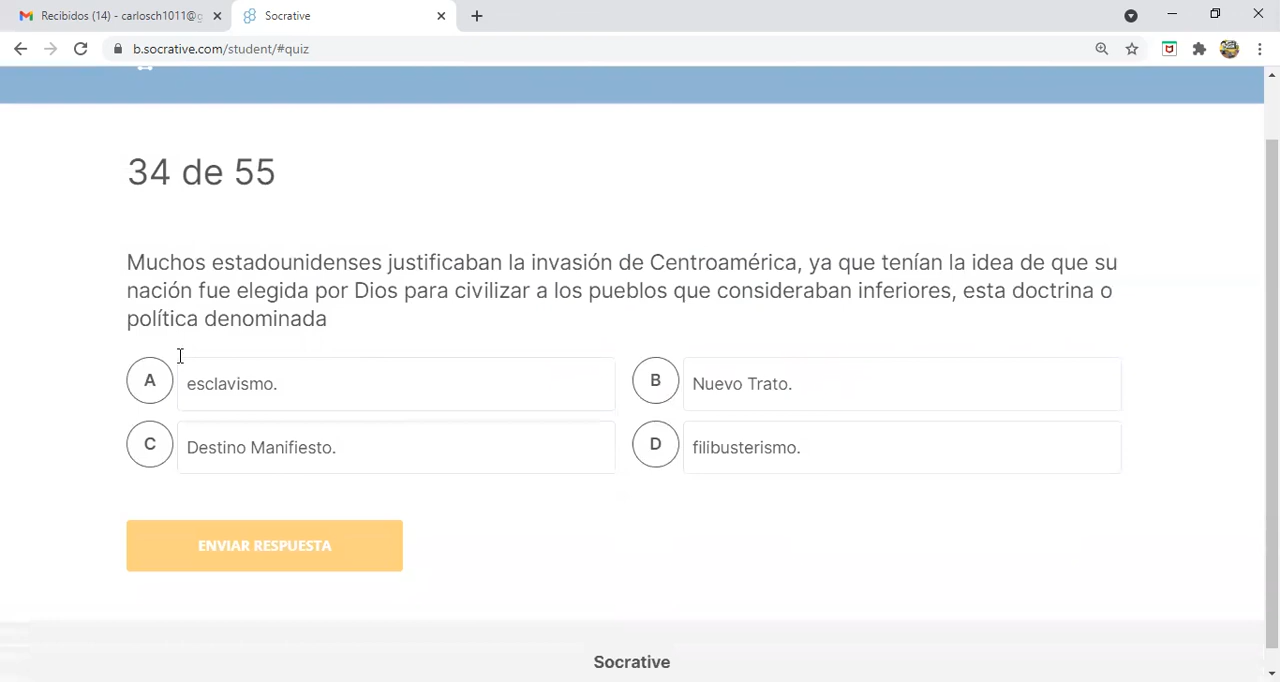 Recibidos (14) - carlosch1011@g
Socrative
b.socrative.com/student/#quiz
34 de 55
Muchos estadounidenses justificaban la invasión de Centroamérica, ya que tenían la idea de que su
nación fue elegida por Dios para civilizar a los pueblos que consideraban inferiores, esta doctrina o
política denominada
A esclavismo.
B Nuevo Trato.
C Destino Manifiesto.
D filibusterismo.
ENVIAR RESPUESTA
Socrative